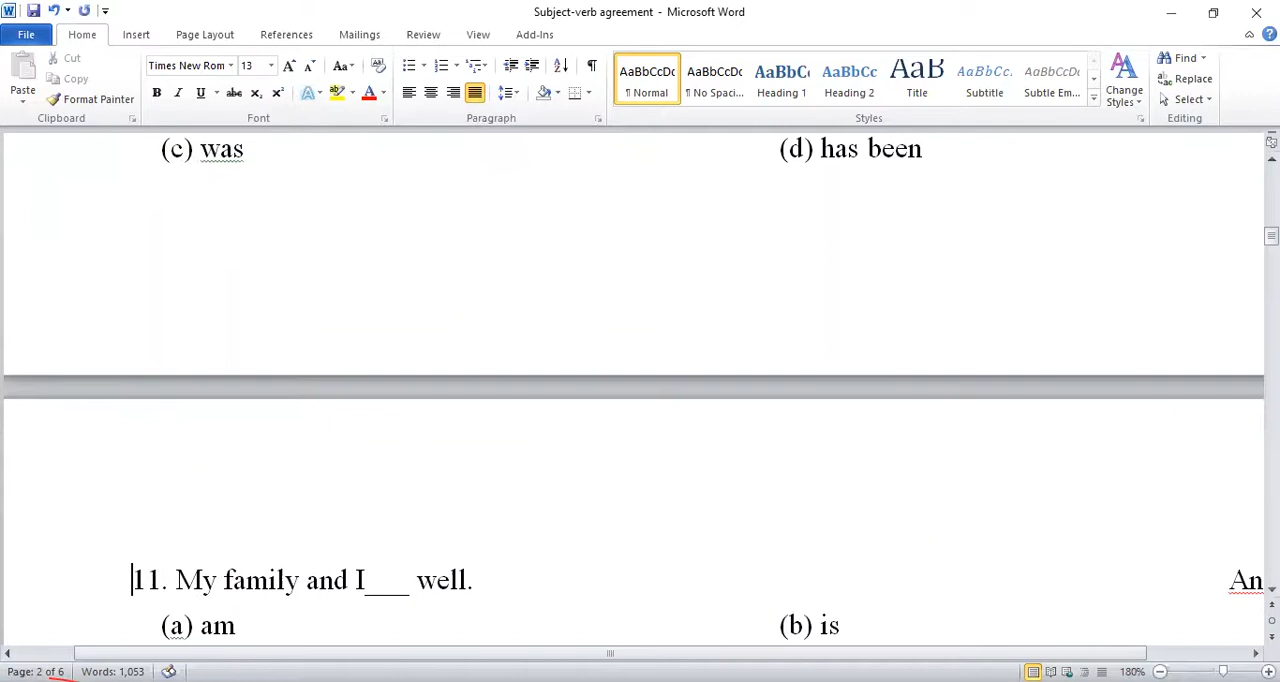 Subject-verb agreement - Microsoft Word
File Home Insert Page Layout References Mailings Review View Add-Ins
Paste
Cut
Copy
Format Painter
Clipboard
Times New Rom 13
Font
Paragraph
AaBbCcDc AaBbCcDc AaBbC AaBbCc AaB AaBbCc. AaBbCcDc
¶ Normal ¶ No Spaci... Heading 1 Heading 2 Title Subtitle Subtle Em...
Change Styles
Styles
Find
Replace
Select
Editing
(c) was (d) has been
11. My family and I___ well. An
(a) am (b) is
Page: 2 of 6 Words: 1,053 180%